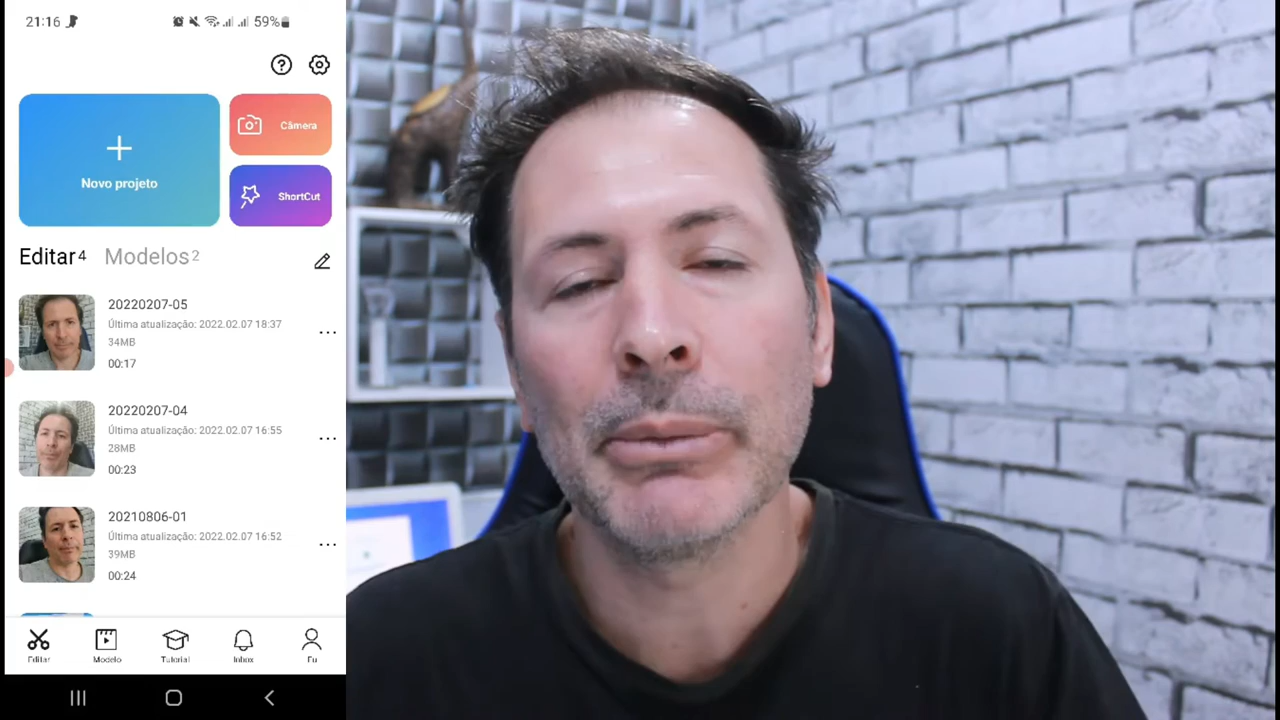 21:16
59%
Câmera
Novo projeto
ShortCut
Editar 4 Modelos 2
20220207-05
Última atualização: 2022.02.07 18:37
34MB
00:17
20220207-04
Última atualização: 2022.02.07 16:55
28MB
00:23
20210806-01
Última atualização: 2022.02.07 16:52
39MB
00:24
Editar Modelo Tutorial Inbox Eu